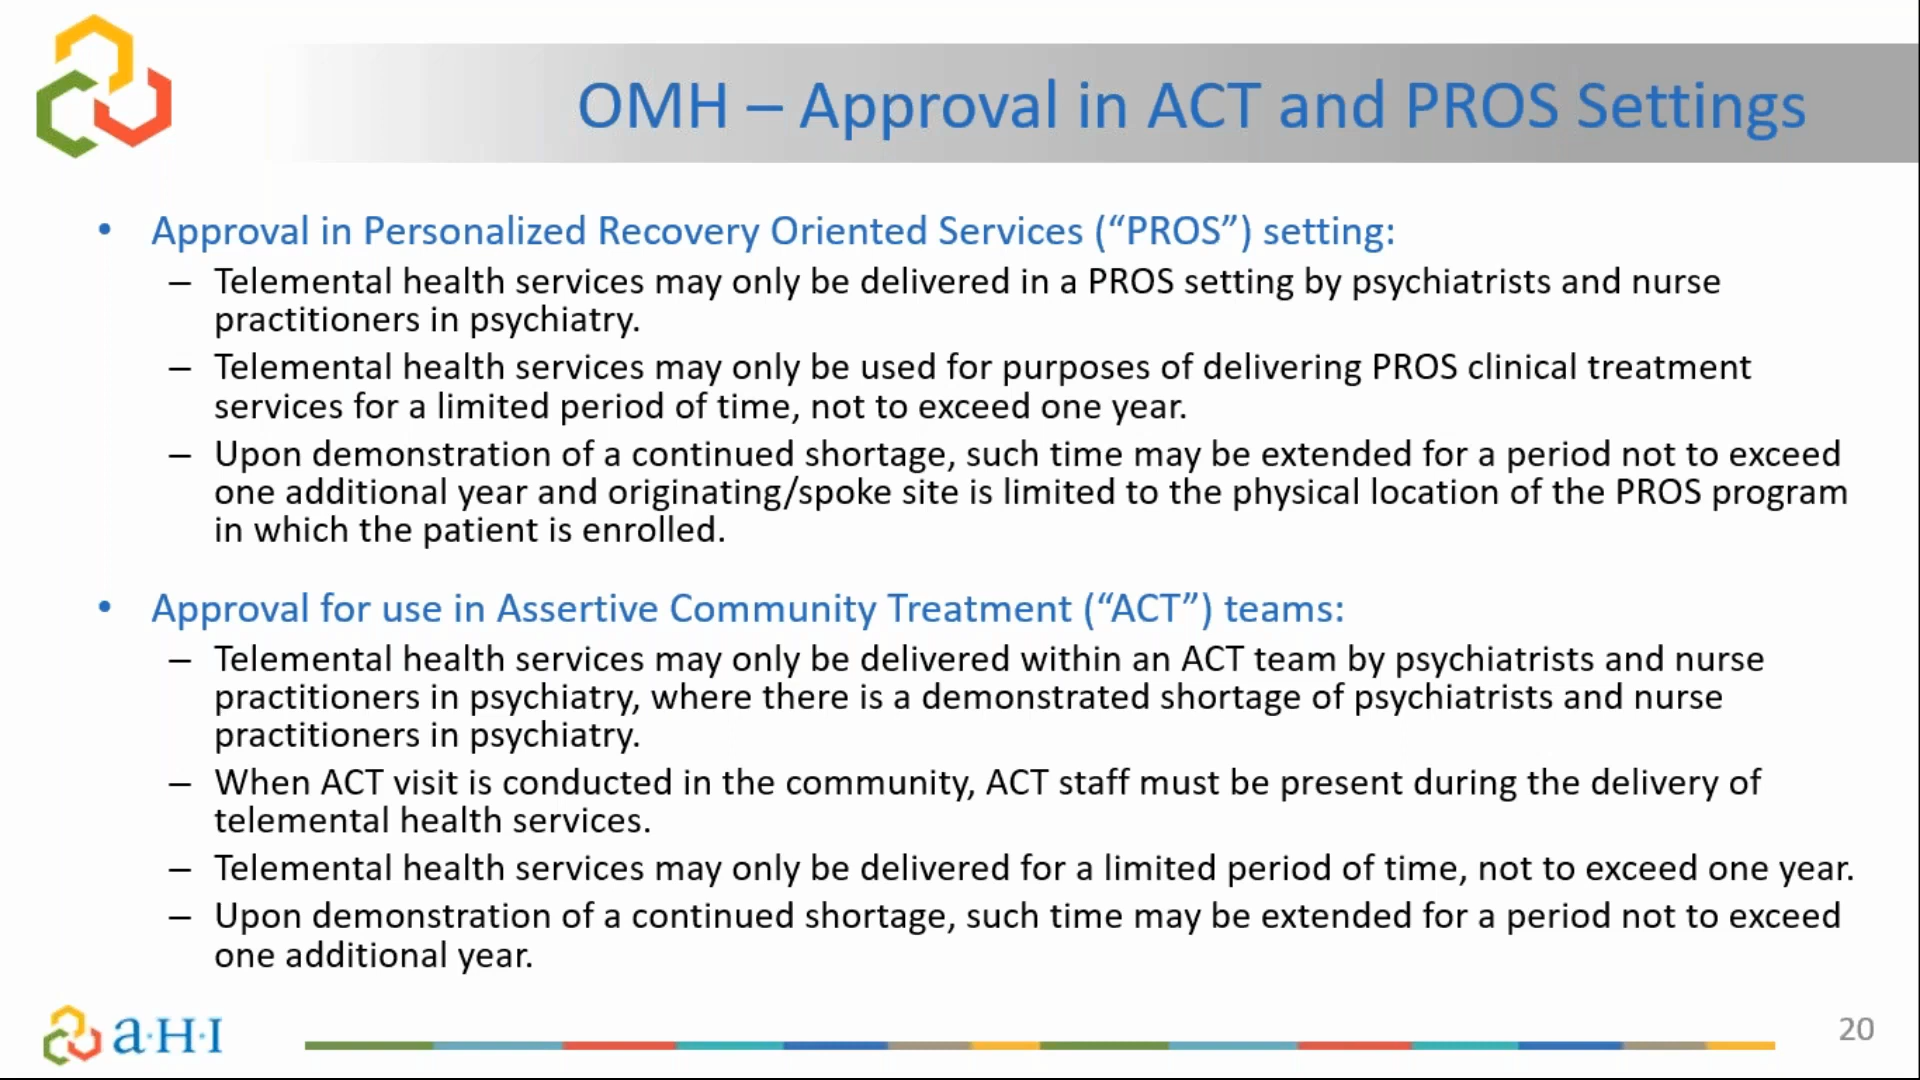 OMH – Approval in ACT and PROS Settings
• Approval in Personalized Recovery Oriented Services (“PROS”) setting:
– Telemental health services may only be delivered in a PROS setting by psychiatrists and nurse
practitioners in psychiatry.
– Telemental health services may only be used for purposes of delivering PROS clinical treatment
services for a limited period of time, not to exceed one year.
– Upon demonstration of a continued shortage, such time may be extended for a period not to exceed
one additional year and originating/spoke site is limited to the physical location of the PROS program
in which the patient is enrolled.
• Approval for use in Assertive Community Treatment (“ACT”) teams:
– Telemental health services may only be delivered within an ACT team by psychiatrists and nurse
practitioners in psychiatry, where there is a demonstrated shortage of psychiatrists and nurse
practitioners in psychiatry.
– When ACT visit is conducted in the community, ACT staff must be present during the delivery of
telemental health services.
– Telemental health services may only be delivered for a limited period of time, not to exceed one year.
– Upon demonstration of a continued shortage, such time may be extended for a period not to exceed
one additional year.
a·H·I
20